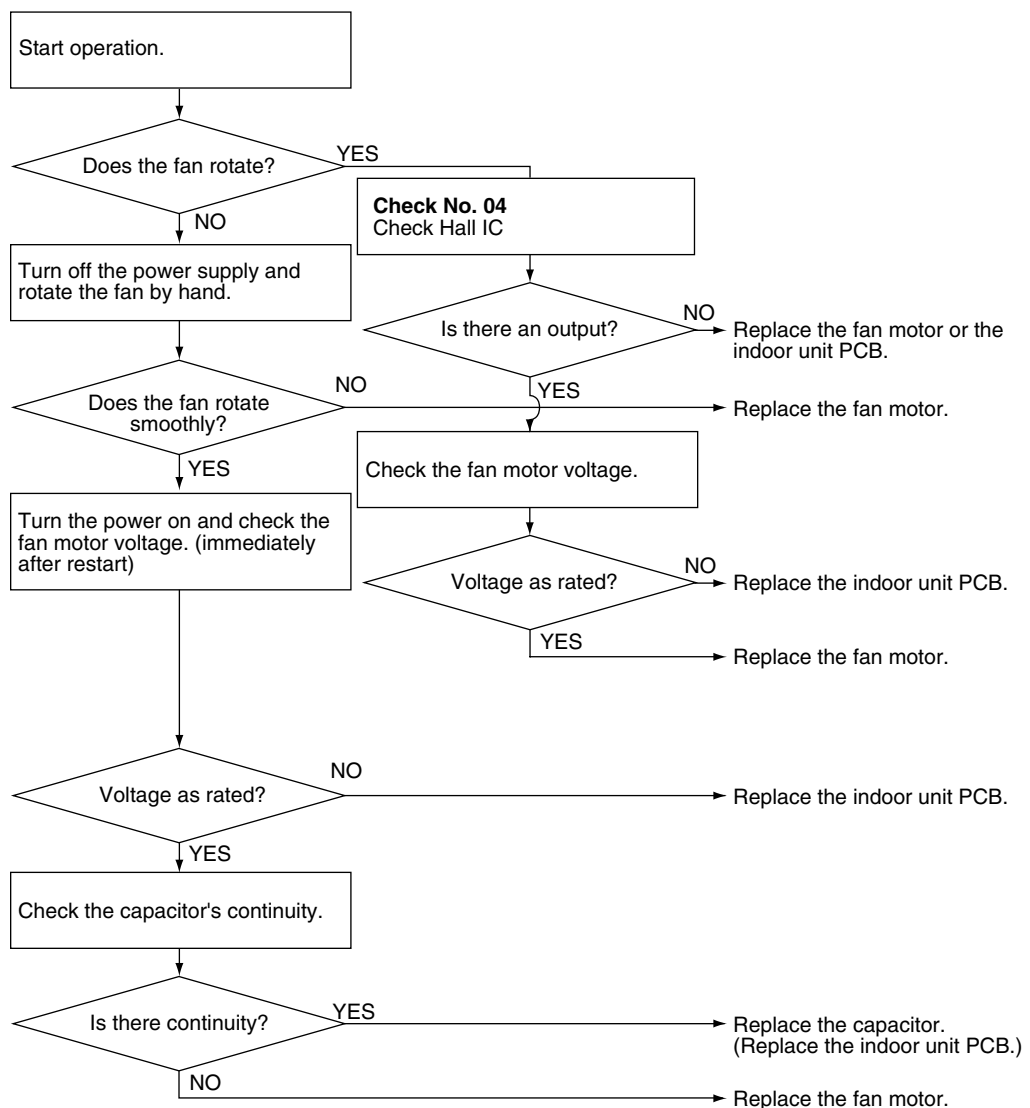 Start operation.
Does the fan rotate?
YES
NO
Check No. 04
Check Hall IC
Turn off the power supply and
rotate the fan by hand.
Is there an output?
NO
Replace the fan motor or the
indoor unit PCB.
YES
Does the fan rotate
smoothly?
NO
Replace the fan motor.
YES
Check the fan motor voltage.
Turn the power on and check the
fan motor voltage. (immediately
after restart)
Voltage as rated?
NO
Replace the indoor unit PCB.
YES
Replace the fan motor.
Voltage as rated?
NO
Replace the indoor unit PCB.
YES
Check the capacitor's continuity.
Is there continuity?
YES
Replace the capacitor.
(Replace the indoor unit PCB.)
NO
Replace the fan motor.